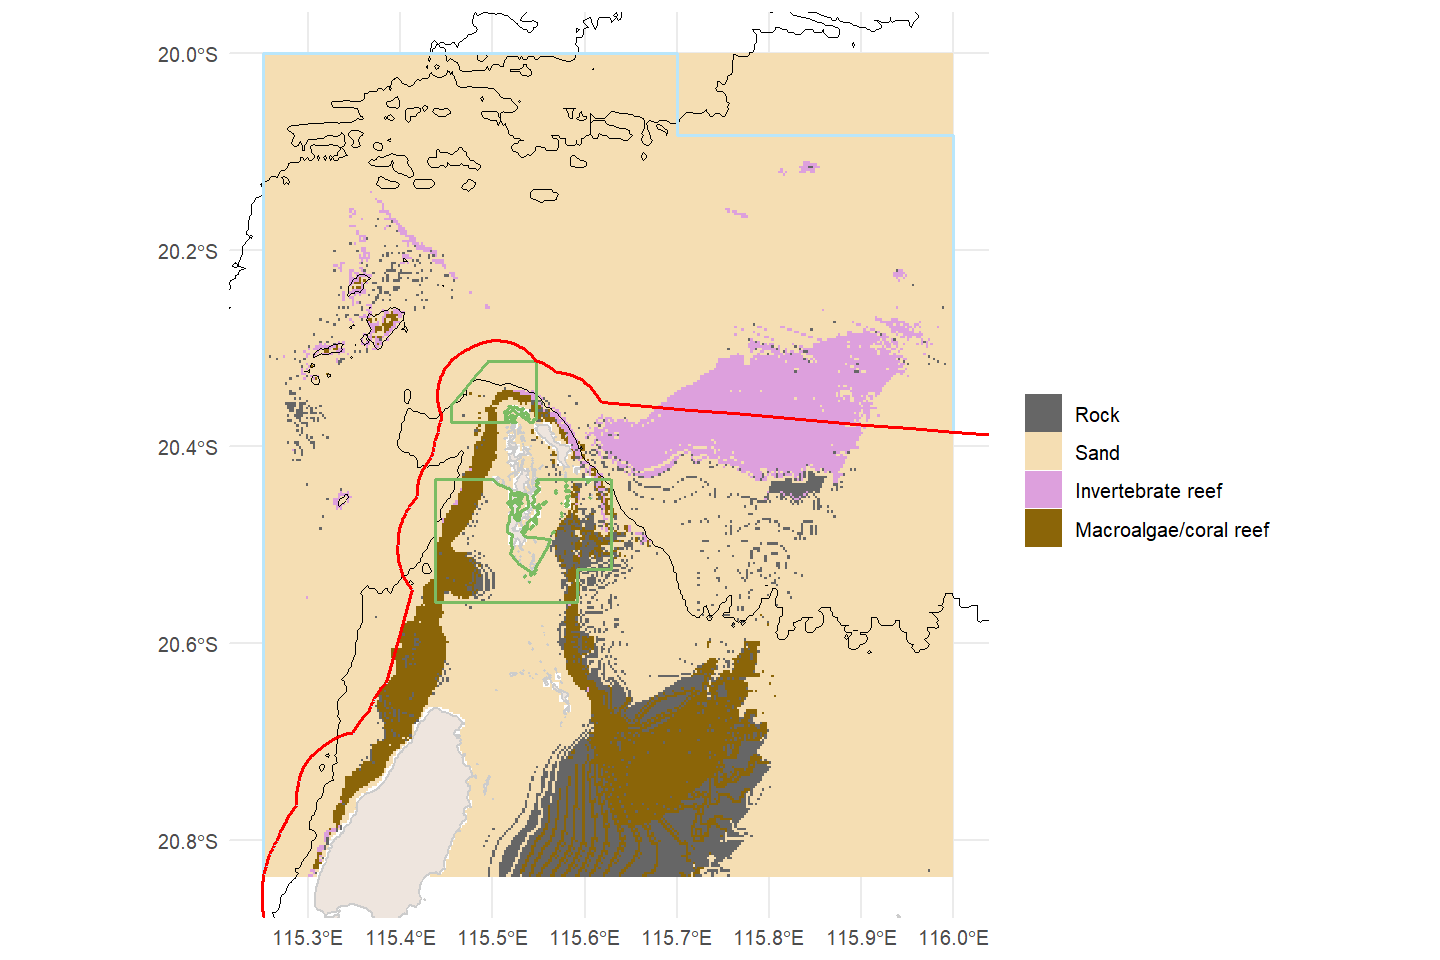 20.0°S
20.2°S
20.4°S
20.6°S
20.8°S
115.3°E
115.4°E
115.5°E
115.6°E
115.7°E
115.8°E
115.9°E
116.0°E
Rock
Sand
Invertebrate reef
Macroalgae/coral reef